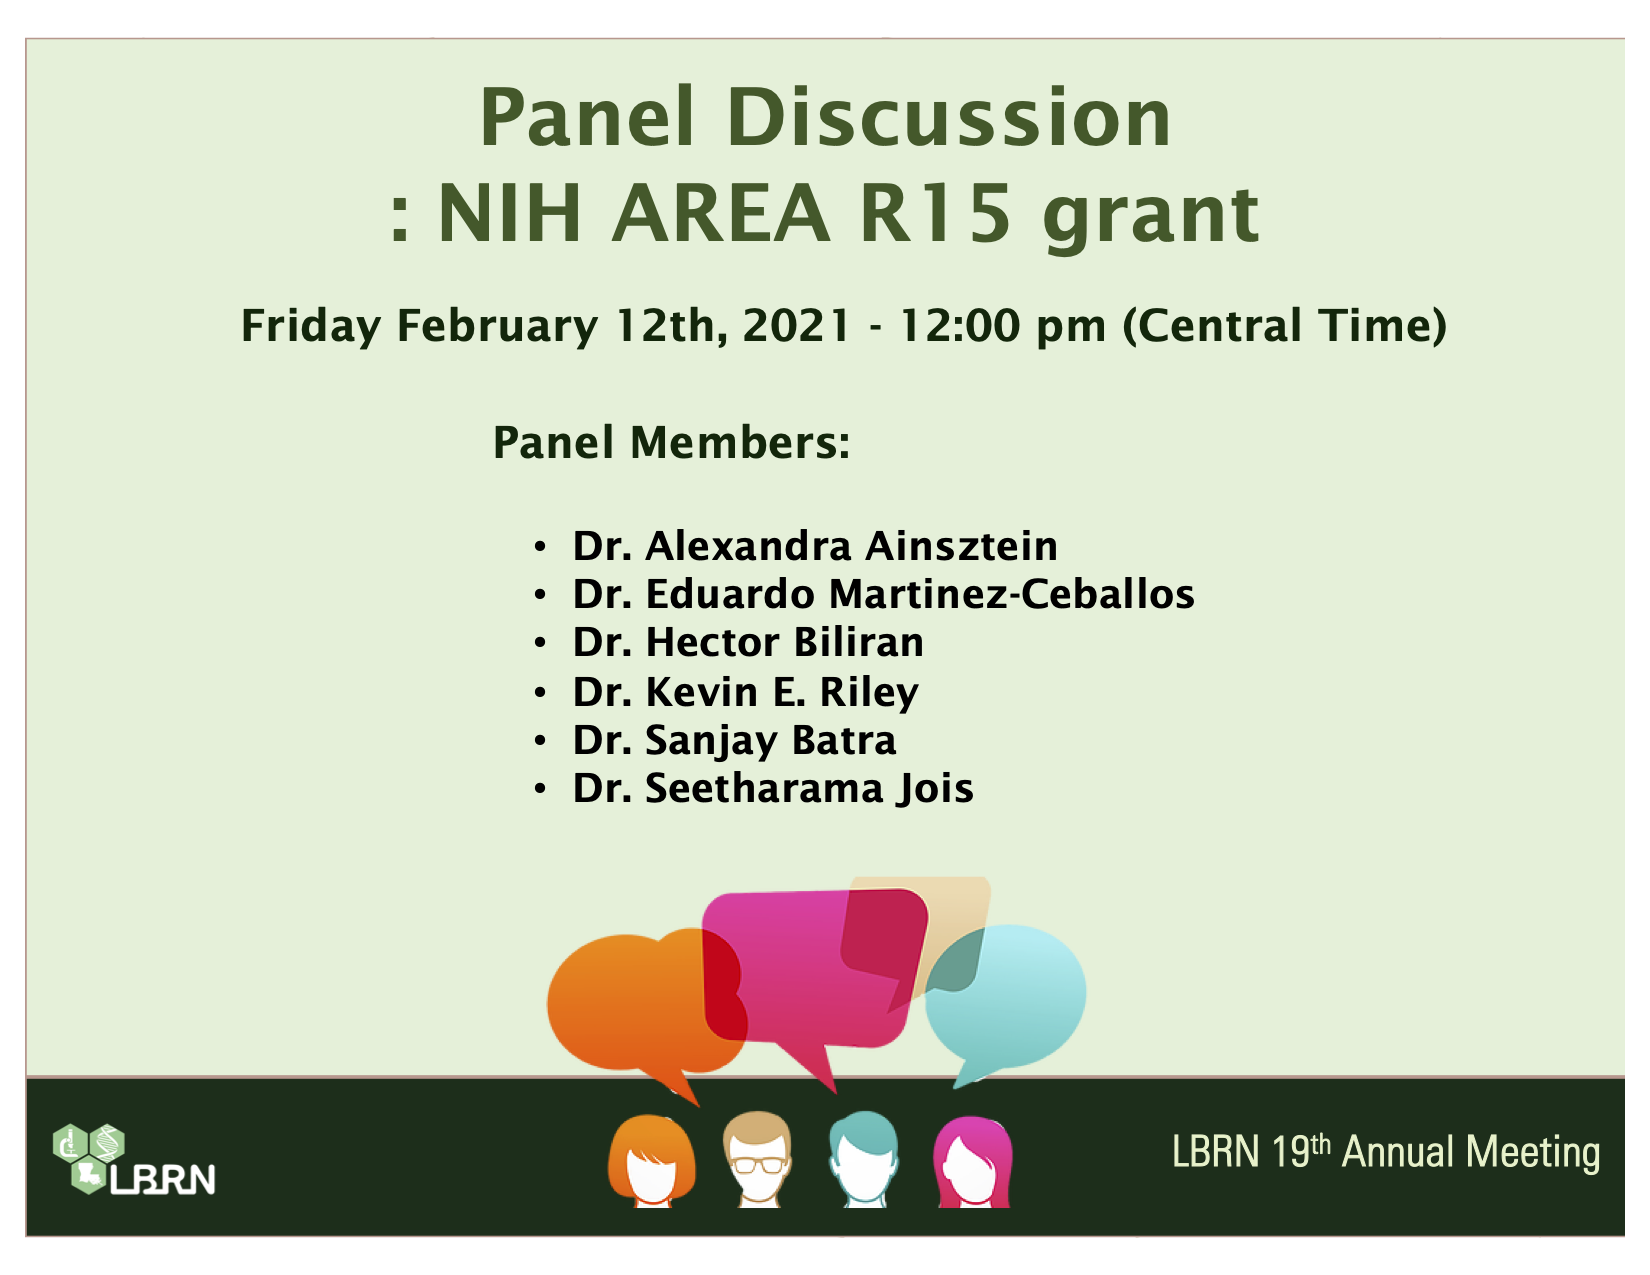 Panel Discussion
: NIH AREA R15 grant
Friday February 12th, 2021 - 12:00 pm (Central Time)
Panel Members:
• Dr. Alexandra Ainsztein
• Dr. Eduardo Martinez-Ceballos
• Dr. Hector Biliran
• Dr. Kevin E. Riley
• Dr. Sanjay Batra
• Dr. Seetharama Jois
LBRN
LBRN 19th Annual Meeting